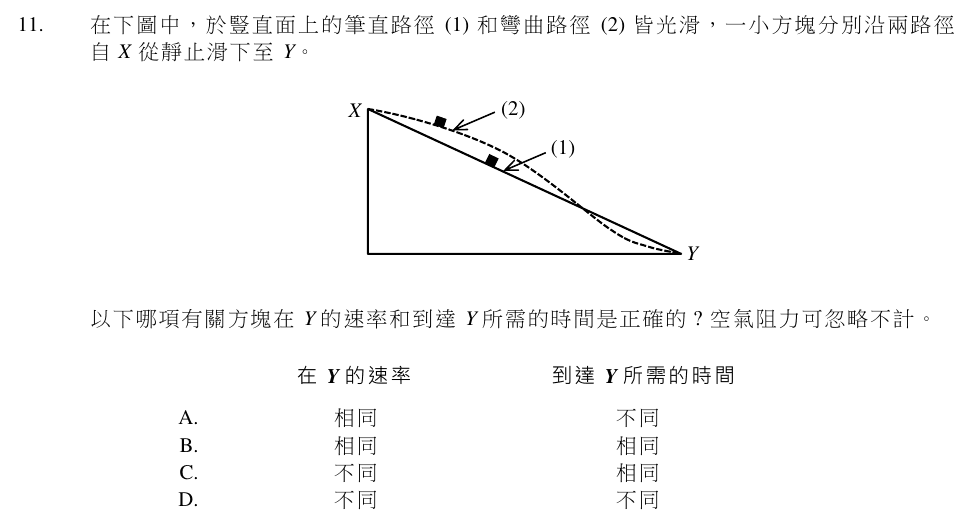 11. 在下圖中，於豎直面上的筆直路徑 (1) 和彎曲路徑 (2) 皆光滑，一小方塊分別沿兩路徑
自 X 從靜止滑下至 Y。
X
(2)
(1)
Y
以下哪項有關方塊在 Y 的速率和到達 Y 所需的時間是正確的？空氣阻力可忽略不計。
在 Y 的速率 到達 Y 所需的時間
A. 相同 不同
B. 相同 相同
C. 不同 相同
D. 不同 不同